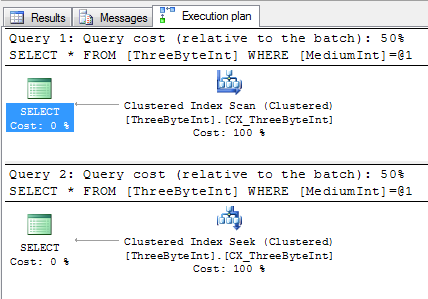 Results Messages Execution plan
Query 1: Query cost (relative to the batch): 50%
SELECT * FROM [ThreeByteInt] WHERE [MediumInt]=@1
SELECT
Cost: 0 %
Clustered Index Scan (Clustered)
[ThreeByteInt].[CX_ThreeByteInt]
Cost: 100 %
Query 2: Query cost (relative to the batch): 50%
SELECT * FROM [ThreeByteInt] WHERE [MediumInt]=@1
SELECT
Cost: 0 %
Clustered Index Seek (Clustered)
[ThreeByteInt].[CX_ThreeByteInt]
Cost: 100 %